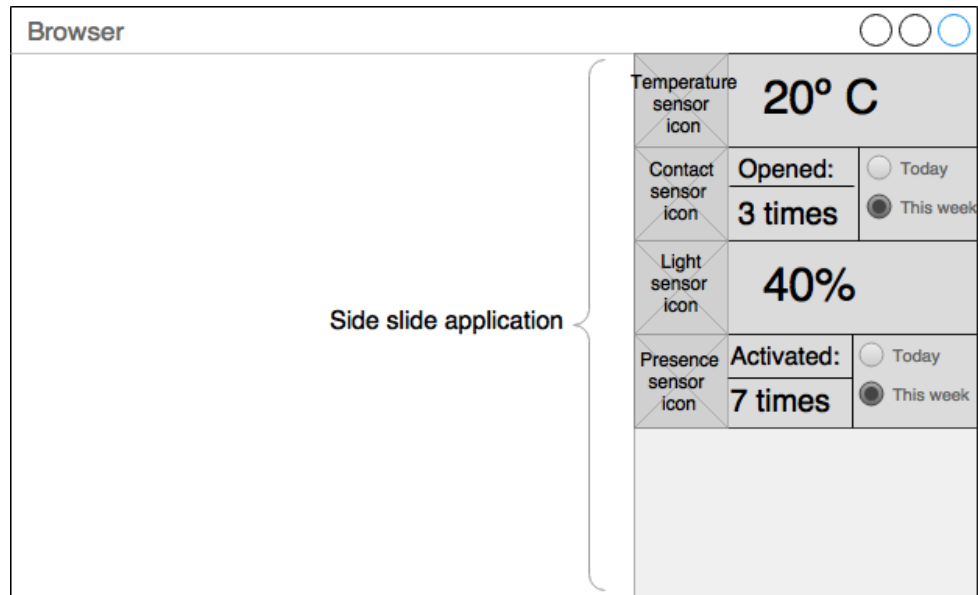 Browser
Temperature
sensor
icon
20º C
Contact
sensor
icon
Opened:
3 times
Today
This week
Light
sensor
icon
40%
Side slide application
Presence
sensor
icon
Activated:
7 times
Today
This week